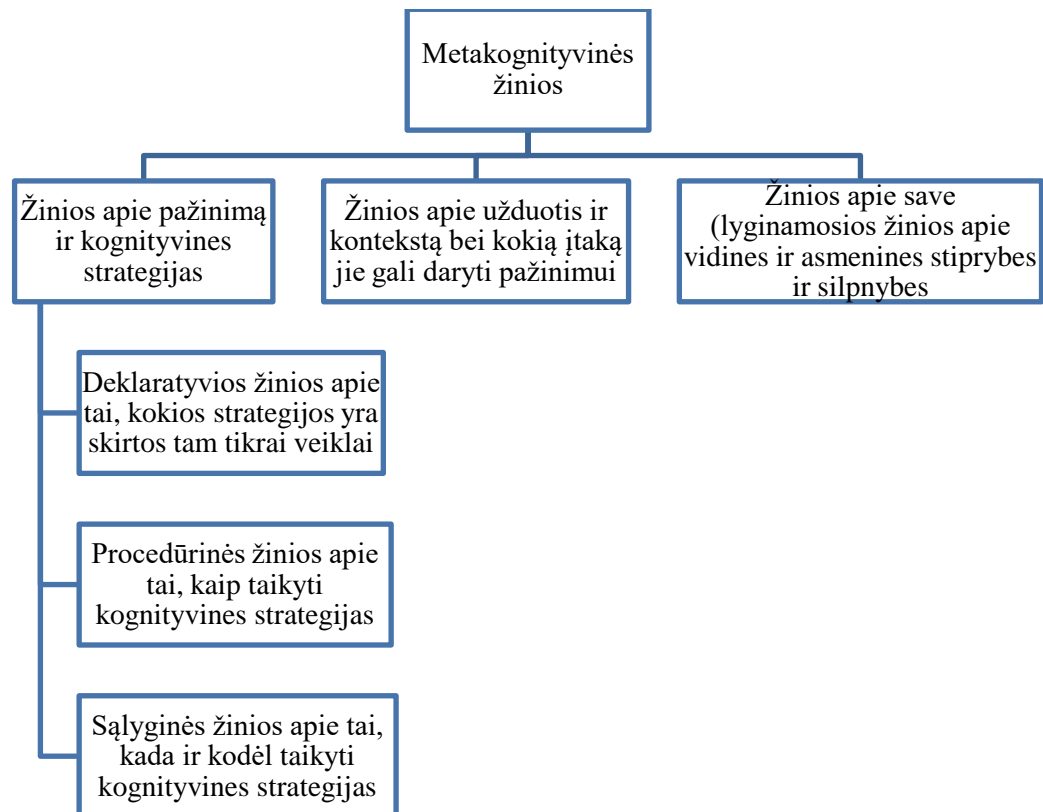 Metakognityvinės
žinios
Žinios apie pažinimą
ir kognityvines
strategijas
Žinios apie užduotis ir
kontekstą bei kokią įtaką
jie gali daryti pažinimui
Žinios apie save
(lyginamosios žinios apie
vidines ir asmenines stiprybes
ir silpnybes
Deklaratyvios žinios apie
tai, kokios strategijos yra
skirtos tam tikrai veiklai
Procedūrinės žinios apie
tai, kaip taikyti
kognityvines strategijas
Sąlyginės žinios apie tai,
kada ir kodėl taikyti
kognityvines strategijas